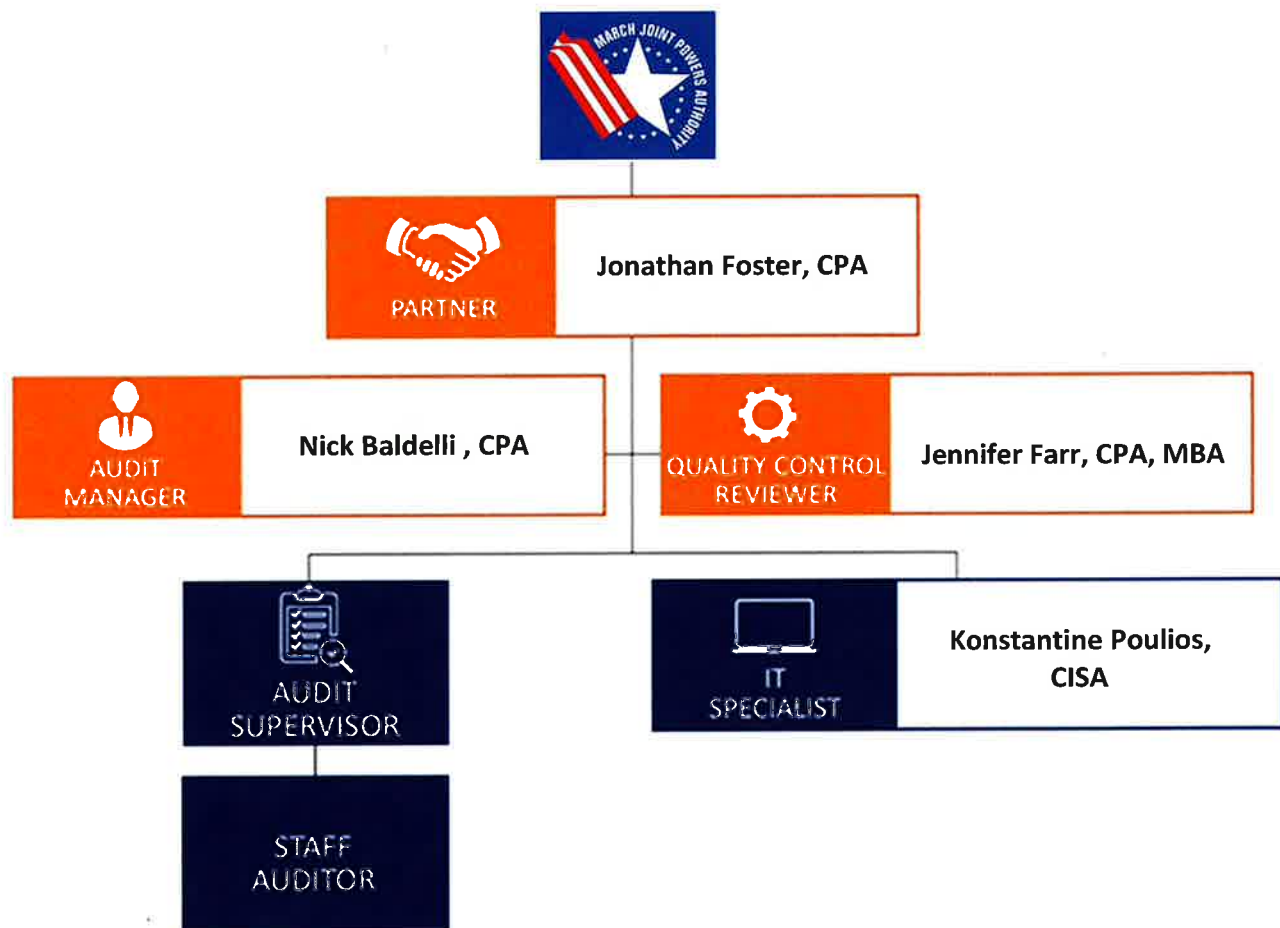 MARCH JOINT POWERS AUTHORITY
PARTNER
Jonathan Foster, CPA
AUDIT
MANAGER
Nick Baldelli , CPA
QUALITY CONTROL
REVIEWER
Jennifer Farr, CPA, MBA
AUDIT
SUPERVISOR
IT
SPECIALIST
Konstantine Poulios,
CISA
STAFF
AUDITOR